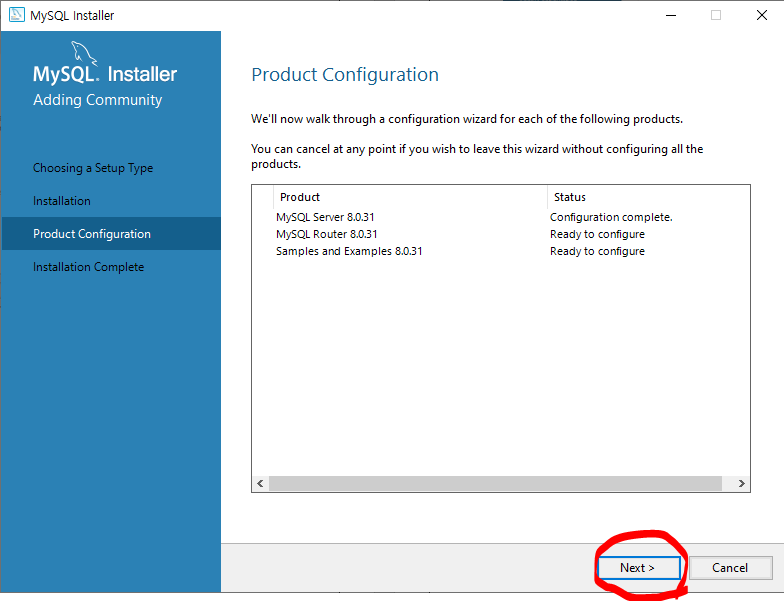 MySQL Installer
MySQL. Installer
Adding Community
Choosing a Setup Type
Installation
Product Configuration
Installation Complete
Product Configuration
We'll now walk through a configuration wizard for each of the following products.
You can cancel at any point if you wish to leave this wizard without configuring all the
products.
Product Status
MySQL Server 8.0.31 Configuration complete.
MySQL Router 8.0.31 Ready to configure
Samples and Examples 8.0.31 Ready to configure
Next > Cancel